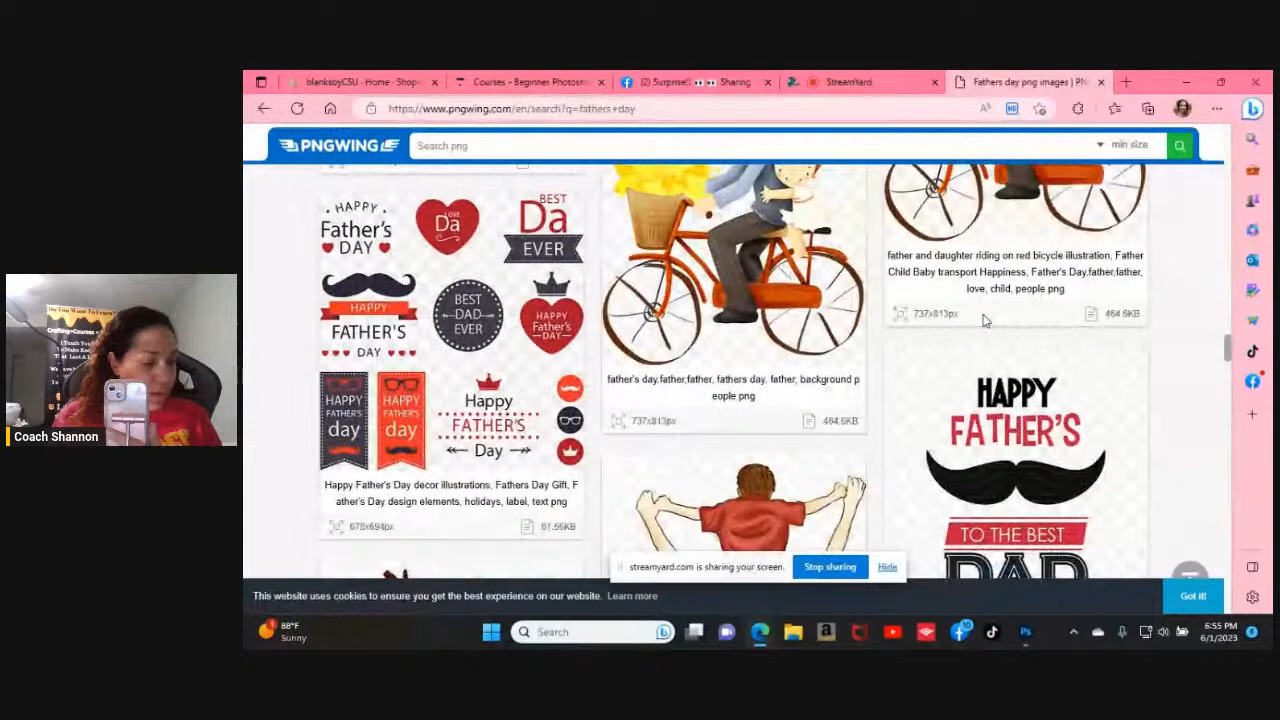 blanksoyCSU - Home - Shop
Courses - Beginner Photosh
(2) Surprise!! 👀👀 Sharing
StreamYard
Fathers day png images | PN
https://www.pngwing.com/en/search?q=fathers+day
PNGWING
Search png
min size
HAPPY
Father's
DAY
LOVE
Da
BEST
Da
EVER
HAPPY
FATHER'S
DAY
BEST
DAD
EVER
HAPPY
Father's
DAY
HAPPY
FATHER'S
day
HAPPY
FATHER'S
day
Happy
FATHER'S
Day
Happy Father's Day decor illustrations, Fathers Day Gift, F
ather's Day design elements, holidays, label, text png
678x694px
61.56KB
father's day,father,father, fathers day, father, background p
eople png
737x813px
464.6KB
father and daughter riding on red bicycle illustration, Father
Child Baby transport Happiness, Father's Day,father,father,
love, child, people png
737x813px
464.6KB
HAPPY
FATHER'S
TO THE BEST
DAD
streamyard.com is sharing your screen.
Stop sharing
Hide
This website uses cookies to ensure you get the best experience on our website. Learn more
Got it!
88°F
Sunny
Search
6:55 PM
6/1/2023
Coach Shannon